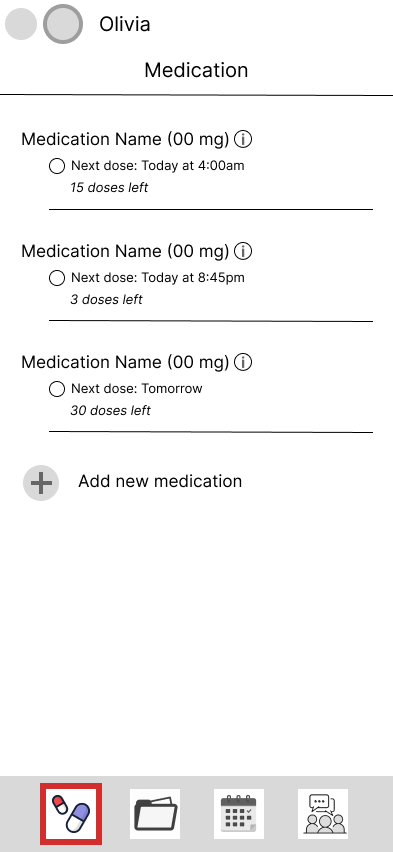 Olivia
Medication
Medication Name (00 mg)
Next dose: Today at 4:00am
15 doses left
Medication Name (00 mg)
Next dose: Today at 8:45pm
3 doses left
Medication Name (00 mg)
Next dose: Tomorrow
30 doses left
Add new medication